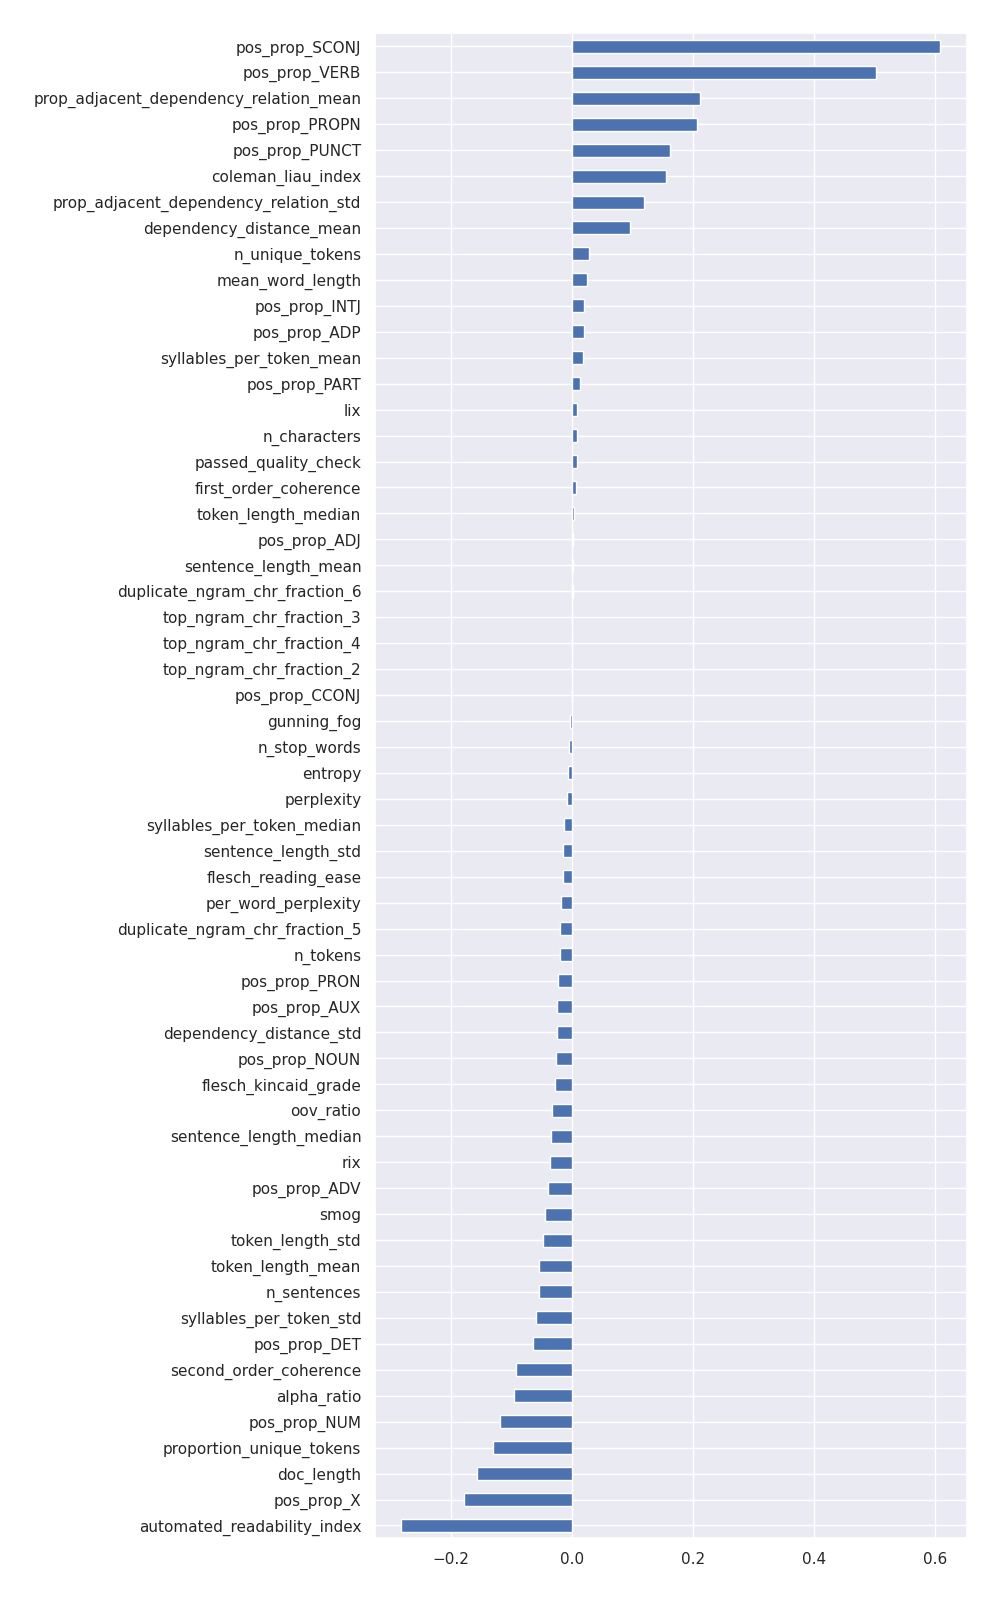 pos_prop_SCONJ
pos_prop_VERB
prop_adjacent_dependency_relation_mean
pos_prop_PROPN
pos_prop_PUNCT
coleman_liau_index
prop_adjacent_dependency_relation_std
dependency_distance_mean
n_unique_tokens
mean_word_length
pos_prop_INTJ
pos_prop_ADP
syllables_per_token_mean
pos_prop_PART
lix
n_characters
passed_quality_check
first_order_coherence
token_length_median
pos_prop_ADJ
sentence_length_mean
duplicate_ngram_chr_fraction_6
top_ngram_chr_fraction_3
top_ngram_chr_fraction_4
top_ngram_chr_fraction_2
pos_prop_CCONJ
gunning_fog
n_stop_words
entropy
perplexity
syllables_per_token_median
sentence_length_std
flesch_reading_ease
per_word_perplexity
duplicate_ngram_chr_fraction_5
n_tokens
pos_prop_PRON
pos_prop_AUX
dependency_distance_std
pos_prop_NOUN
flesch_kincaid_grade
oov_ratio
sentence_length_median
rix
pos_prop_ADV
smog
token_length_std
token_length_mean
n_sentences
syllables_per_token_std
pos_prop_DET
second_order_coherence
alpha_ratio
pos_prop_NUM
proportion_unique_tokens
doc_length
pos_prop_X
automated_readability_index
−0.2 0.0 0.2 0.4 0.6